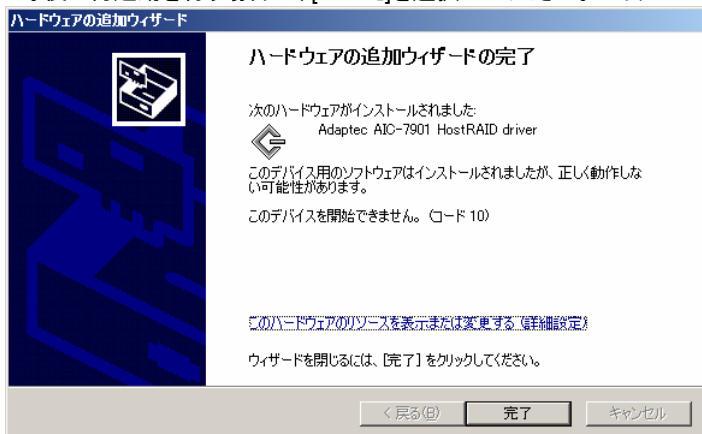 ハードウェアの追加ウィザード
ハードウェアの追加ウィザードの完了
次のハードウェアがインストールされました:
Adaptec AIC-7901 HostRAID driver
このデバイス用のソフトウェアはインストールされましたが、正しく動作しな
い可能性があります。
このデバイスを開始できません。 (コード 10)
このハードウェアのリソースを表示または変更する (詳細設定)
ウィザードを閉じるには、[完了] をクリックしてください。
< 戻る(B)
完了
キャンセル